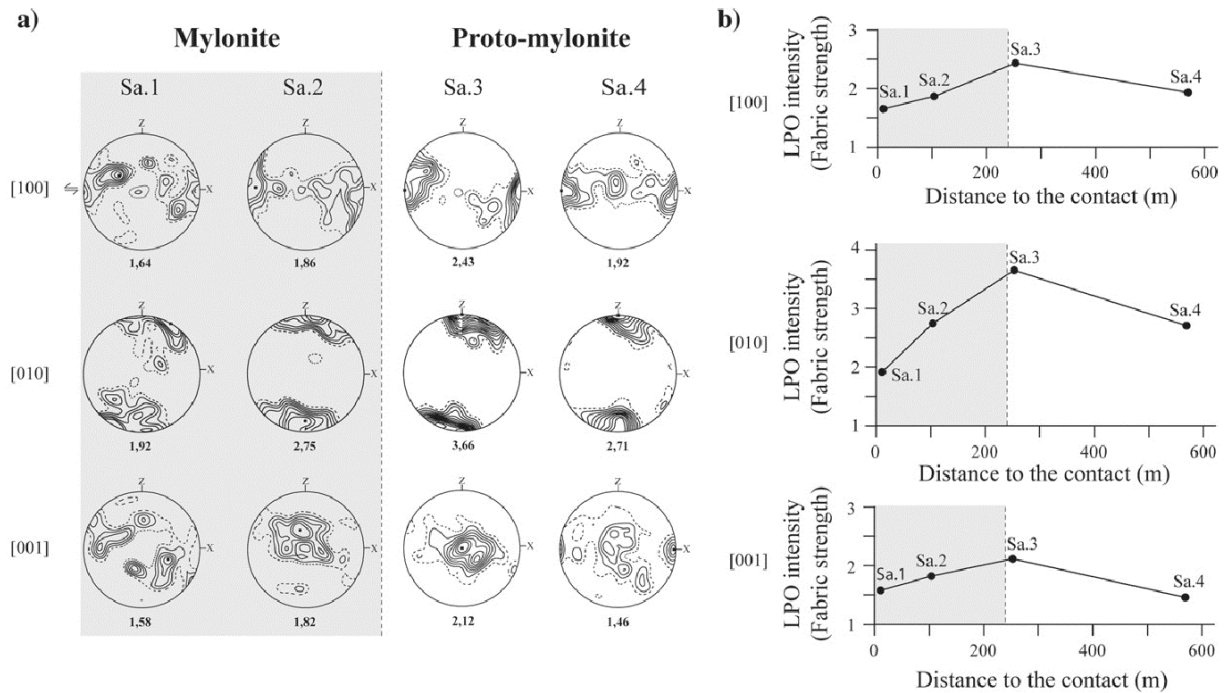 a)
Mylonite Proto-mylonite
Sa.1 Sa.2 Sa.3 Sa.4
Z Z Z Z
[100] X X X X
1,64 1,86 2,43 1,92
Z Z Z Z
[010] X X X X
1,92 2,75 3,66 2,71
Z Z Z Z
[001] X X X X
1,58 1,82 2,12 1,46
b)
[100]
LPO intensity
(Fabric strength)
3
2
1
Sa.1 Sa.2 Sa.3 Sa.4
0 200 400 600
Distance to the contact (m)
[010]
LPO intensity
(Fabric strength)
4
3
2
1
Sa.1 Sa.2 Sa.3 Sa.4
0 200 400 600
Distance to the contact (m)
[001]
LPO intensity
(Fabric strength)
3
2
1
Sa.1 Sa.2 Sa.3 Sa.4
0 200 400 600
Distance to the contact (m)